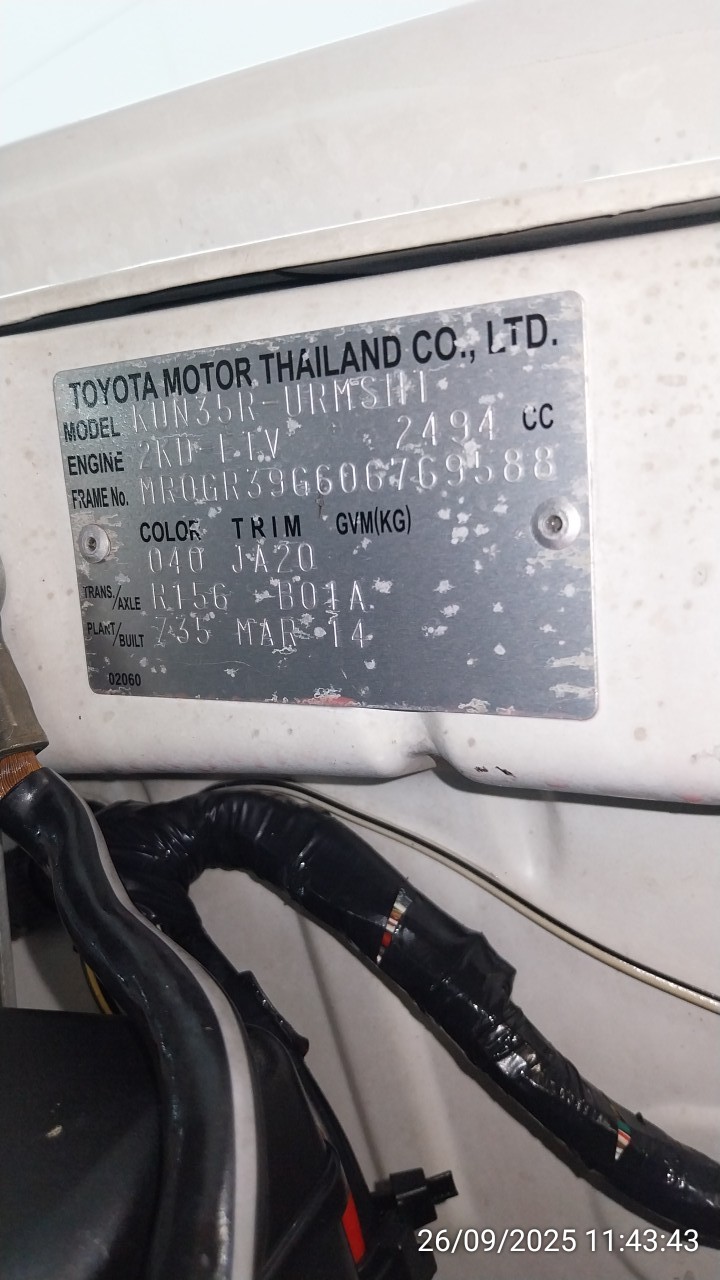 TOYOTA MOTOR THAILAND CO., LTD.
MODEL KUN35R-URMSHT
ENGINE 2KD-FTV 2494 CC
FRAME No. MR0GR39G606769588
COLOR TRIM GVM(KG)
040 JA20
TRANS./AXLE R156 B01A
PLANT/BUILT Z35 MAR 14
02060
26/09/2025 11:43:43